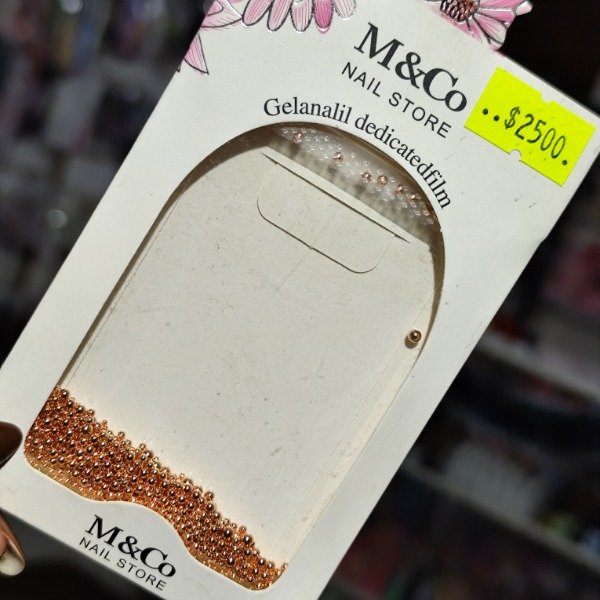 M&Co
NAIL STORE
Gelanalil dedicatedfilm
..$2500.
M&Co
NAIL STORE